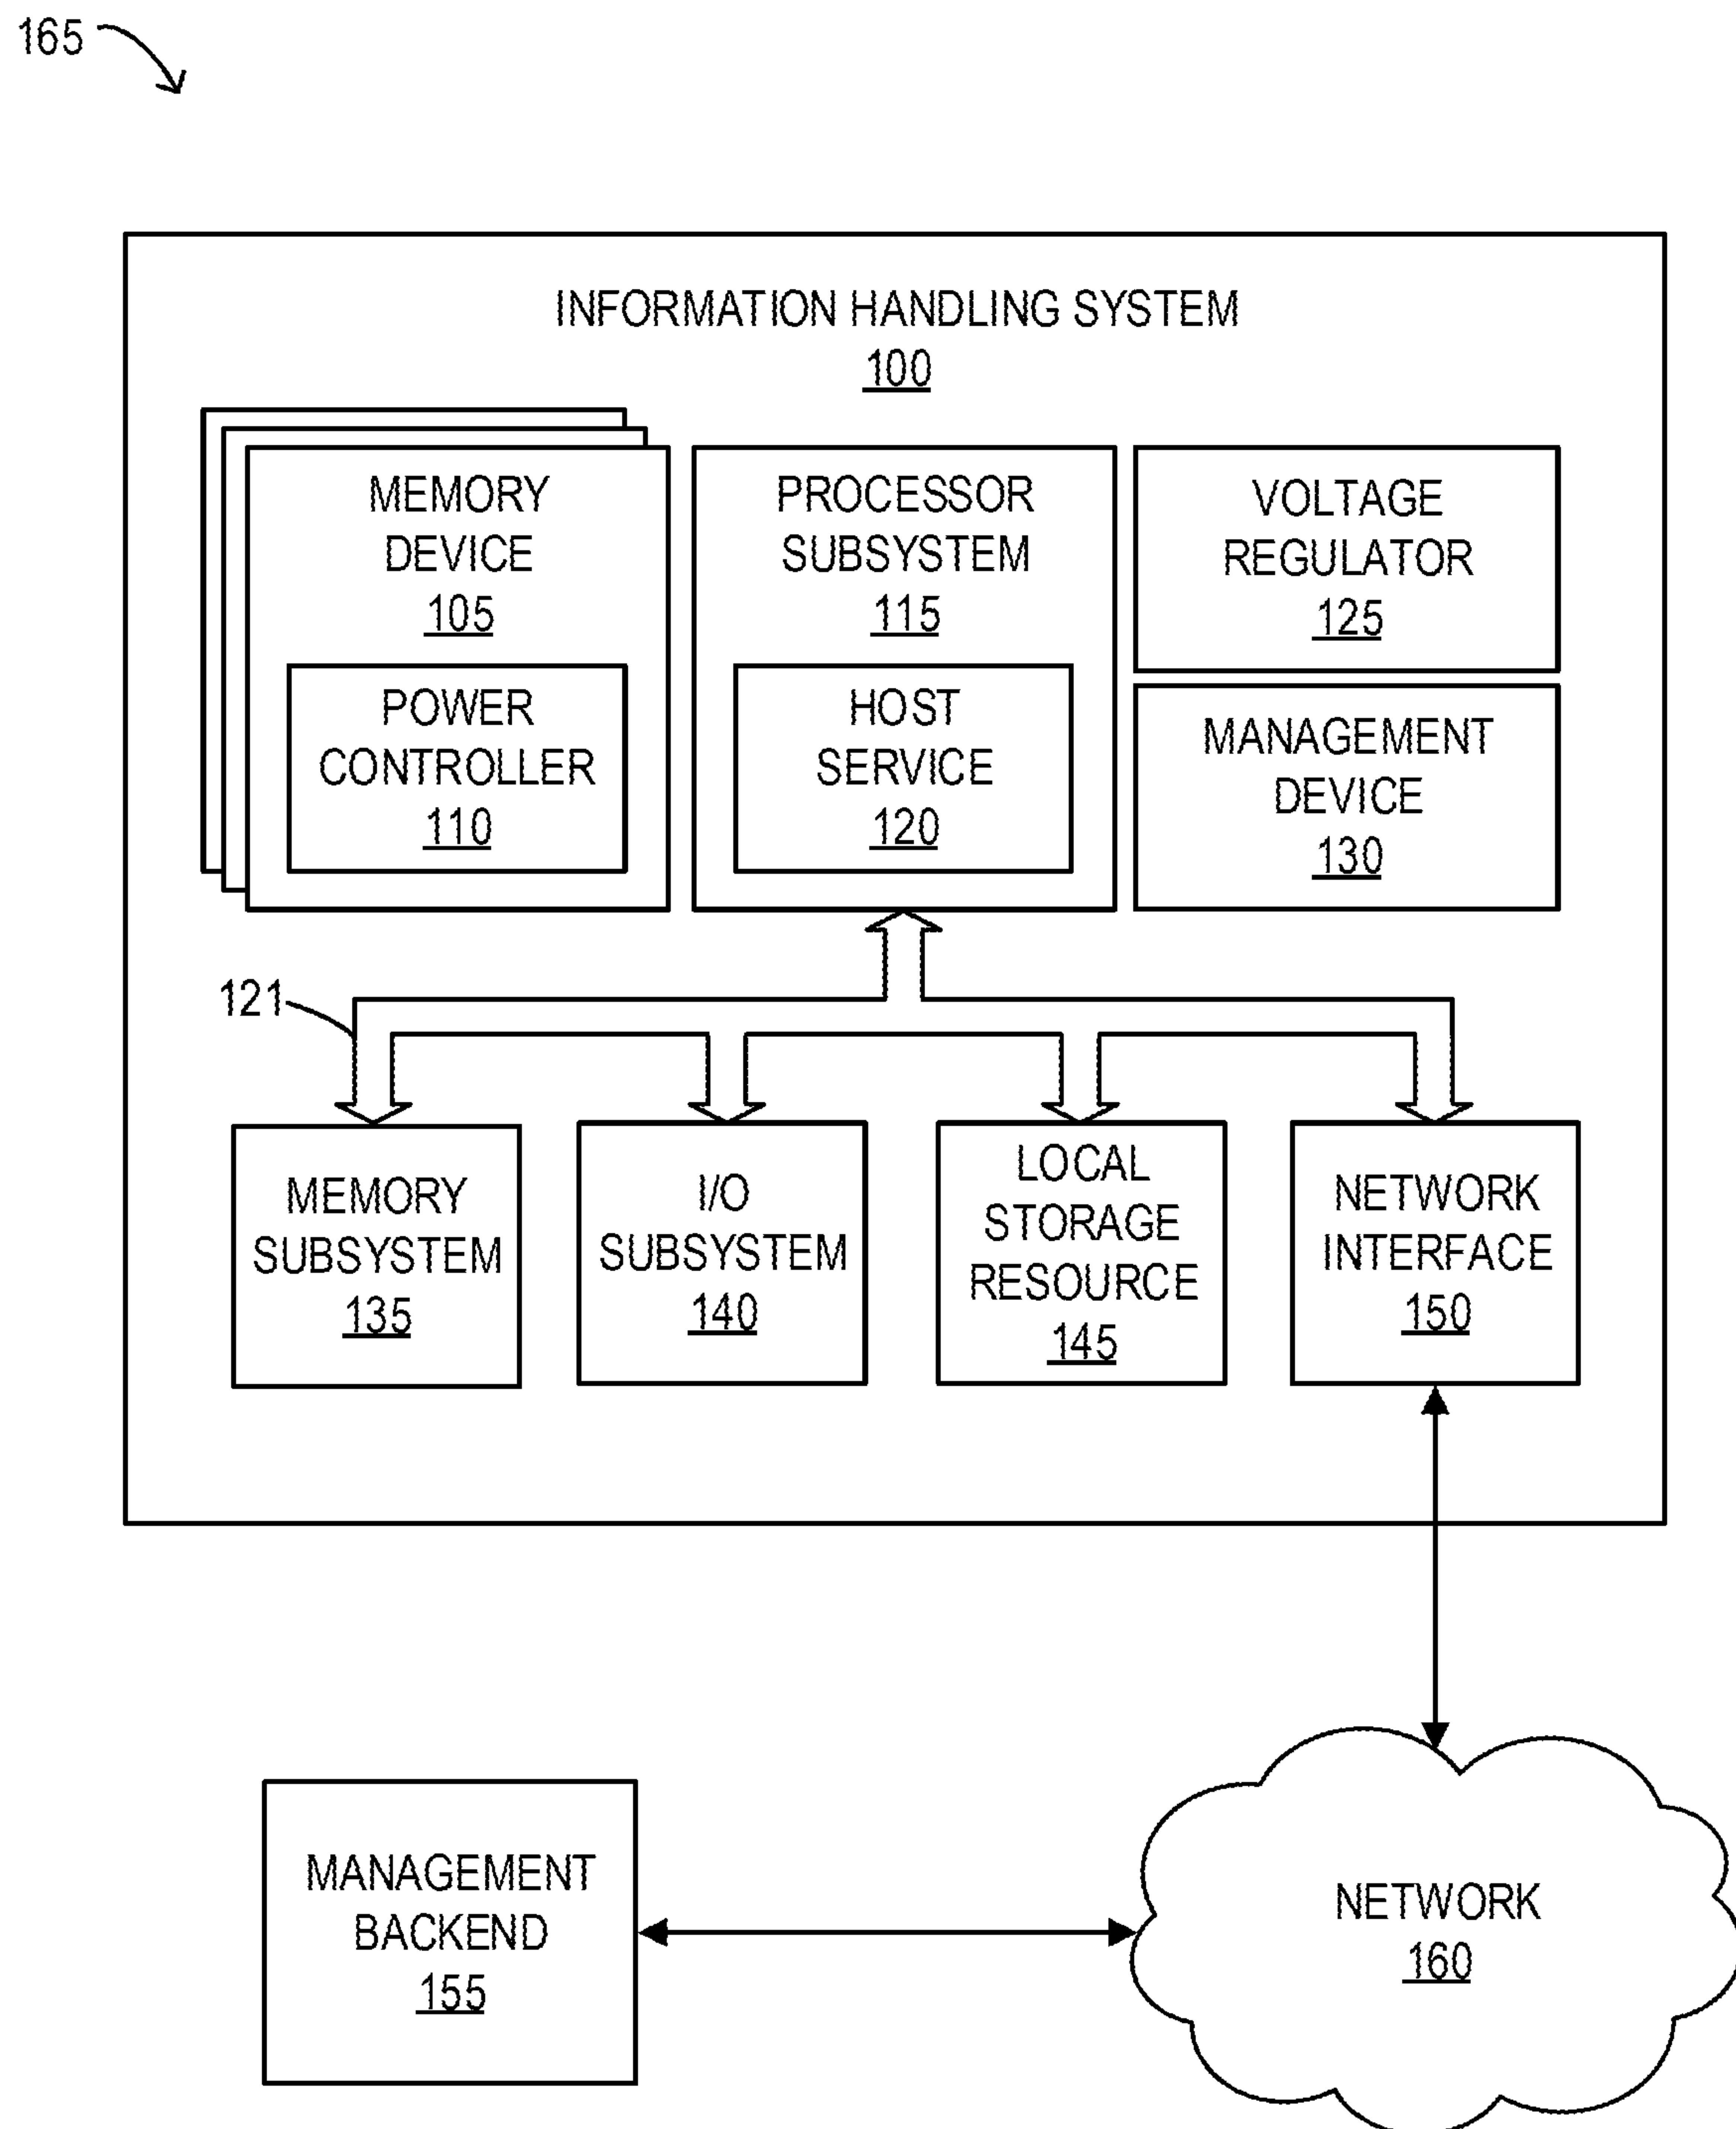 165
INFORMATION HANDLING SYSTEM
100
MEMORY
DEVICE
105
POWER
CONTROLLER
110
PROCESSOR
SUBSYSTEM
115
HOST
SERVICE
120
VOLTAGE
REGULATOR
125
MANAGEMENT
DEVICE
130
121
MEMORY
SUBSYSTEM
135
I/O
SUBSYSTEM
140
LOCAL
STORAGE
RESOURCE
145
NETWORK
INTERFACE
150
MANAGEMENT
BACKEND
155
NETWORK
160